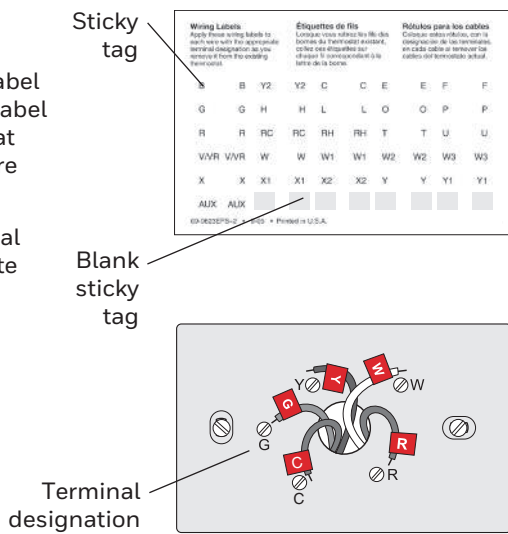 Sticky
tag
abel
abel
at
re
al
te
Wiring Labels
Apply these wiring labels to
each wire with the appropriate
terminal designation as you
remove it from the existing
thermostat.
Étiquettes de fils
Lorsque vous retirez les fils des
bornes du thermostat existant,
collez ces étiquettes sur
chaque fil correspondant à la
lettre de la borne.
Rótulos para los cables
Coloque estos rótulos, con la
designación de las terminales,
en cada cable al remover los
cables del termostato actual.
B B Y2 Y2 C C E E F F
G G H H L L O O P P
R R RC RC RH RH T T U U
V/VR V/VR W W W1 W1 W2 W2 W3 W3
X X X1 X1 X2 X2 Y Y Y1 Y1
AUX AUX
Printed in U.S.A.
Blank
sticky
tag
Y Y W W
G
G
C
C
R
R
Terminal
designation